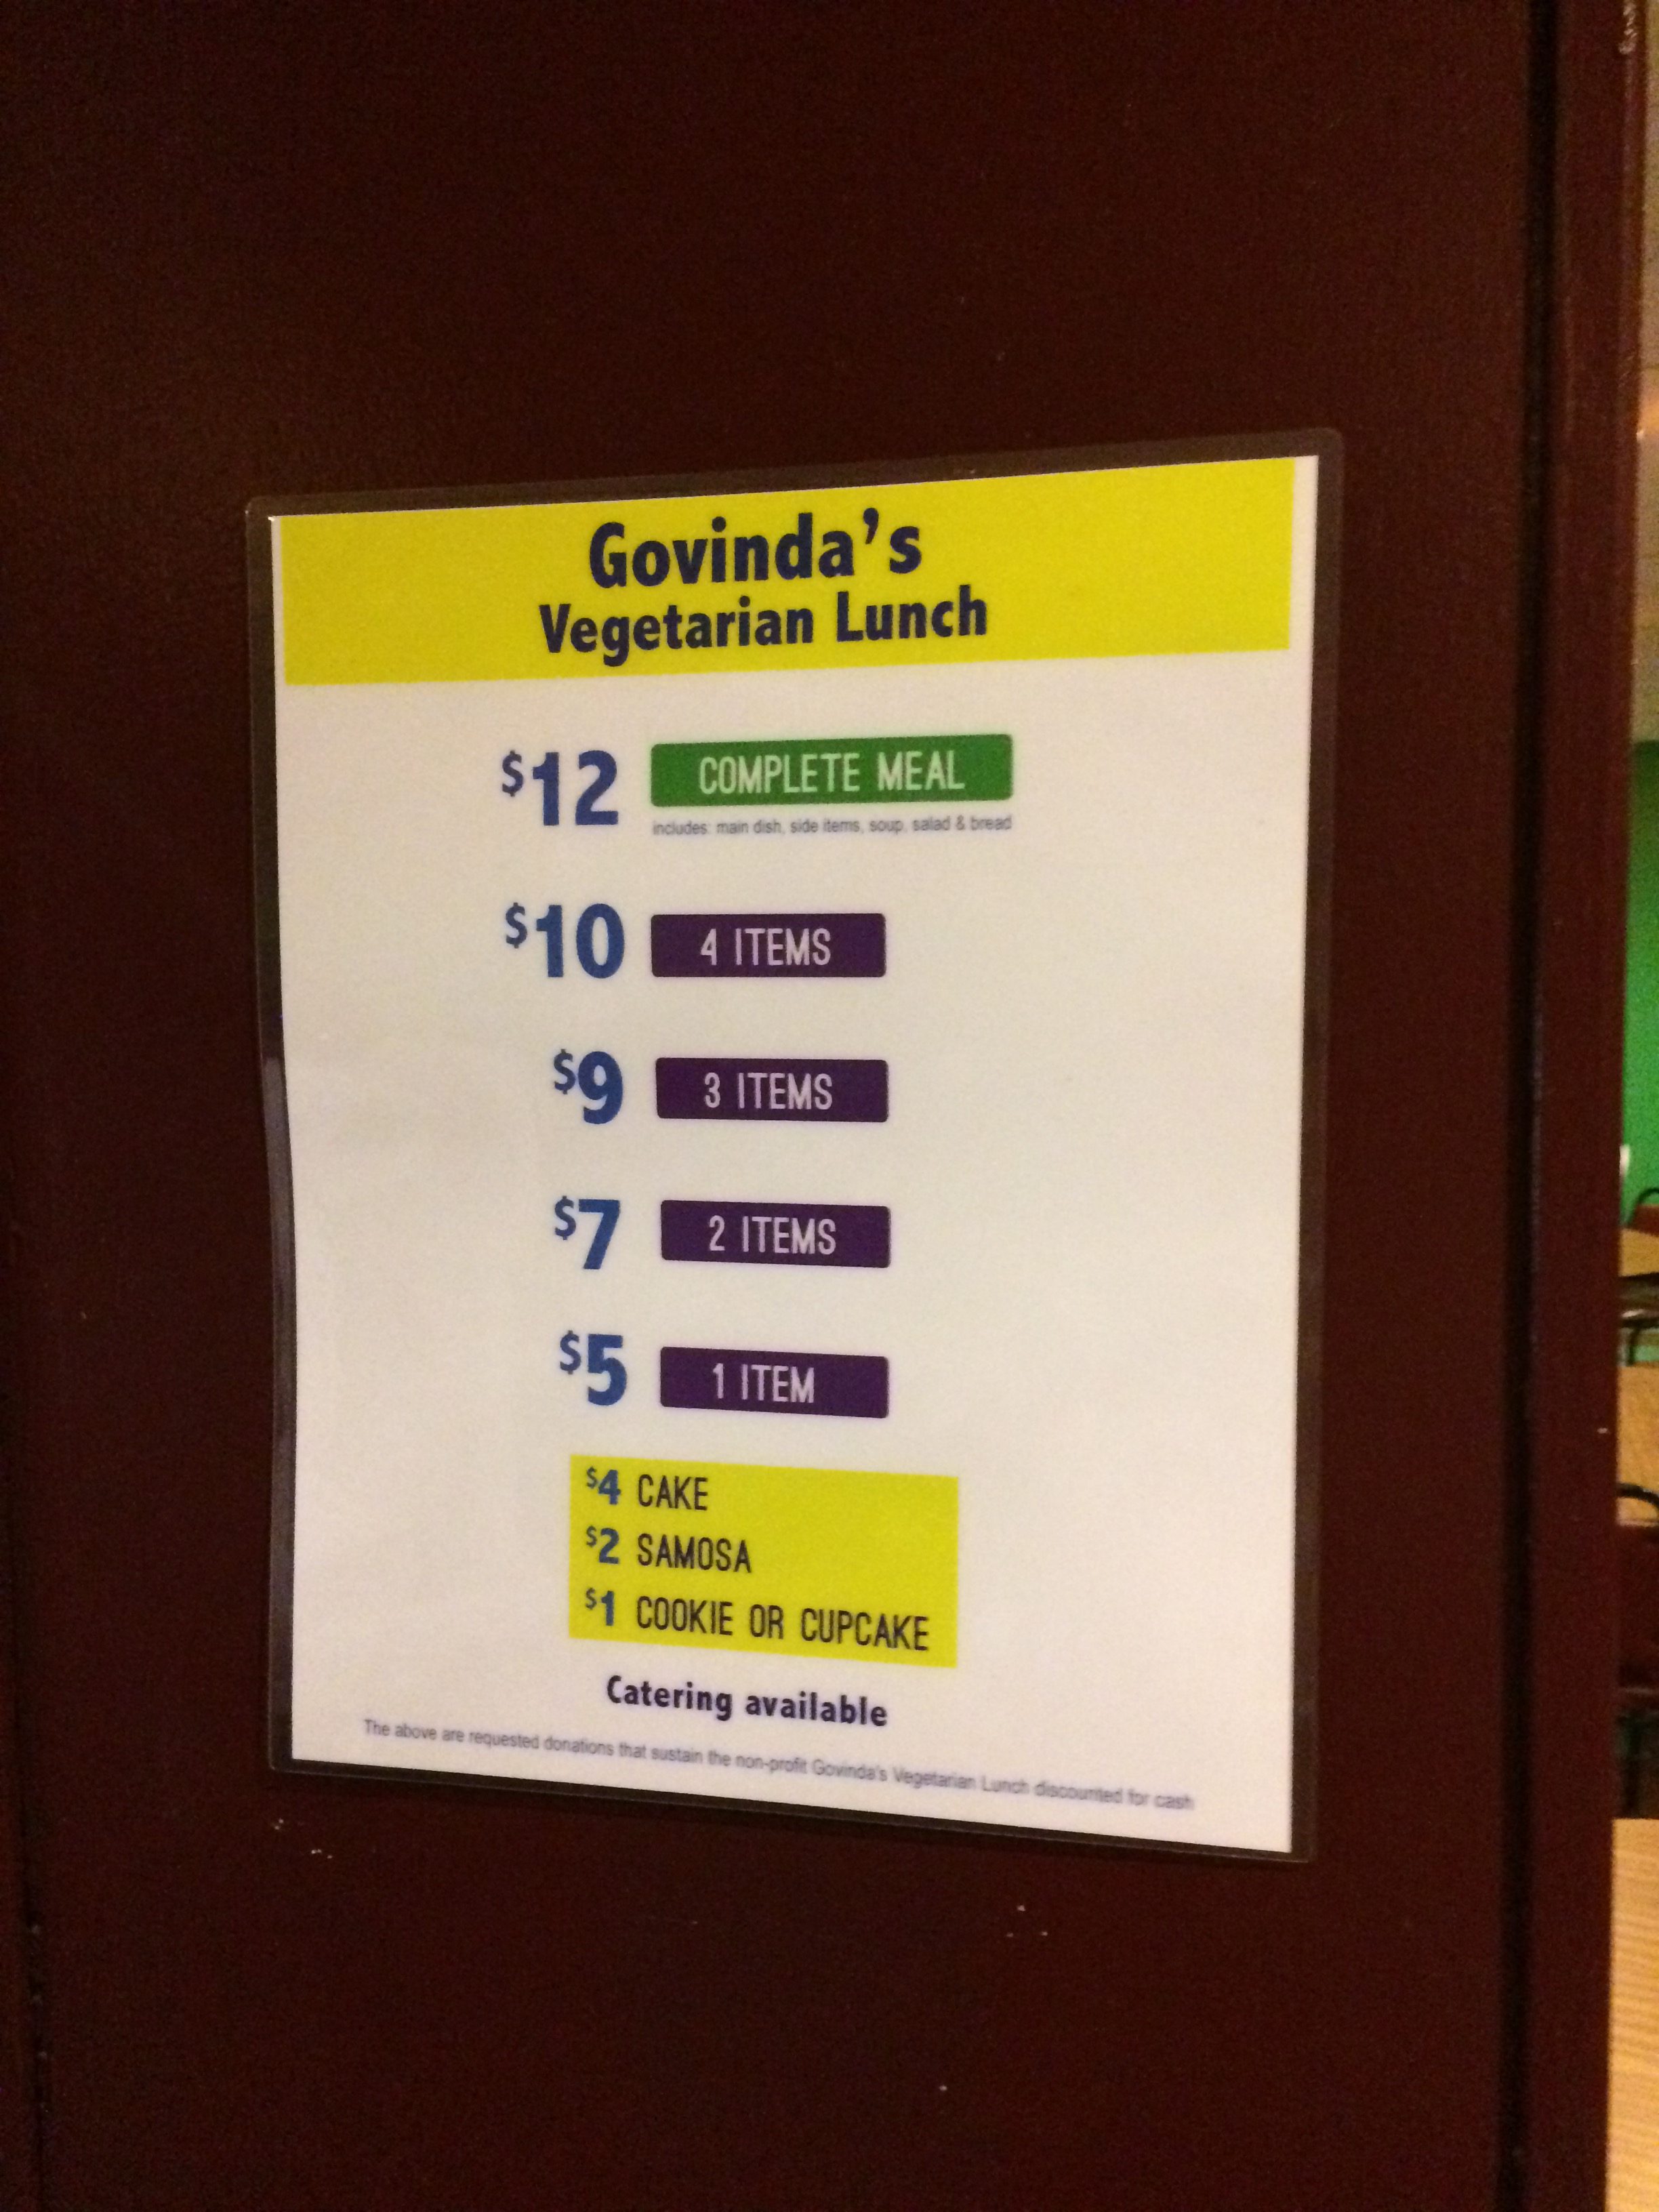 Govinda's
Vegetarian Lunch
$12 COMPLETE MEAL
includes: main dish, side items, soup, salad & bread
$10 4 ITEMS
$9 3 ITEMS
$7 2 ITEMS
$5 1 ITEM
$4 CAKE
$2 SAMOSA
$1 COOKIE OR CUPCAKE
Catering available
The above are requested donations that sustain the non-profit Govinda's Vegetarian Lunch discounted for cash